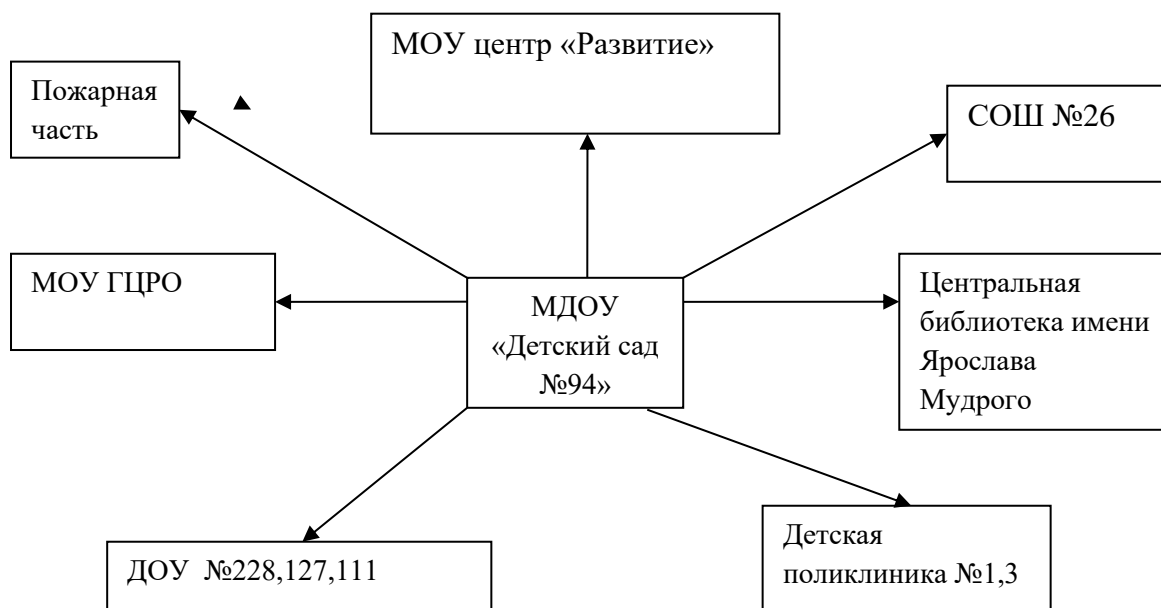 МОУ центр «Развитие»
Пожарная
часть
СОШ №26
МОУ ГЦРО
МДОУ
«Детский сад
№94»
Центральная
библиотека имени
Ярослава
Мудрого
ДОУ №228,127,111
Детская
поликлиника №1,3